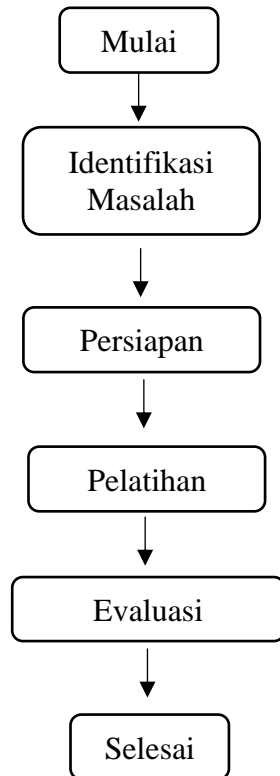 Mulai
Identifikasi
Masalah
Persiapan
Pelatihan
Evaluasi
Selesai